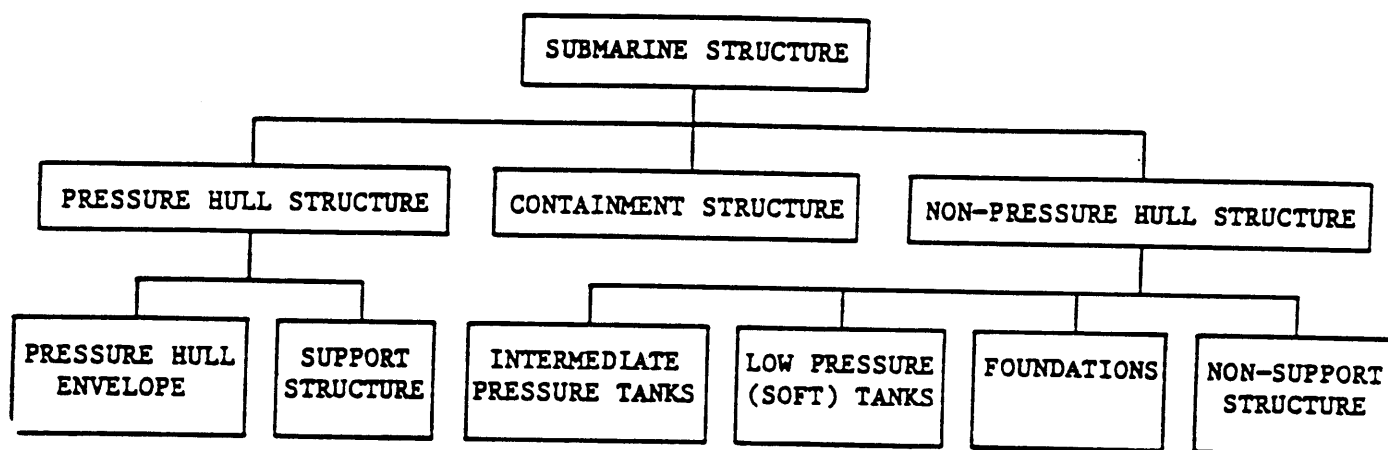 SUBMARINE STRUCTURE
PRESSURE HULL STRUCTURE
CONTAINMENT STRUCTURE
NON-PRESSURE HULL STRUCTURE
PRESSURE HULL
ENVELOPE
SUPPORT
STRUCTURE
INTERMEDIATE
PRESSURE TANKS
LOW PRESSURE
(SOFT) TANKS
FOUNDATIONS
NON-SUPPORT
STRUCTURE